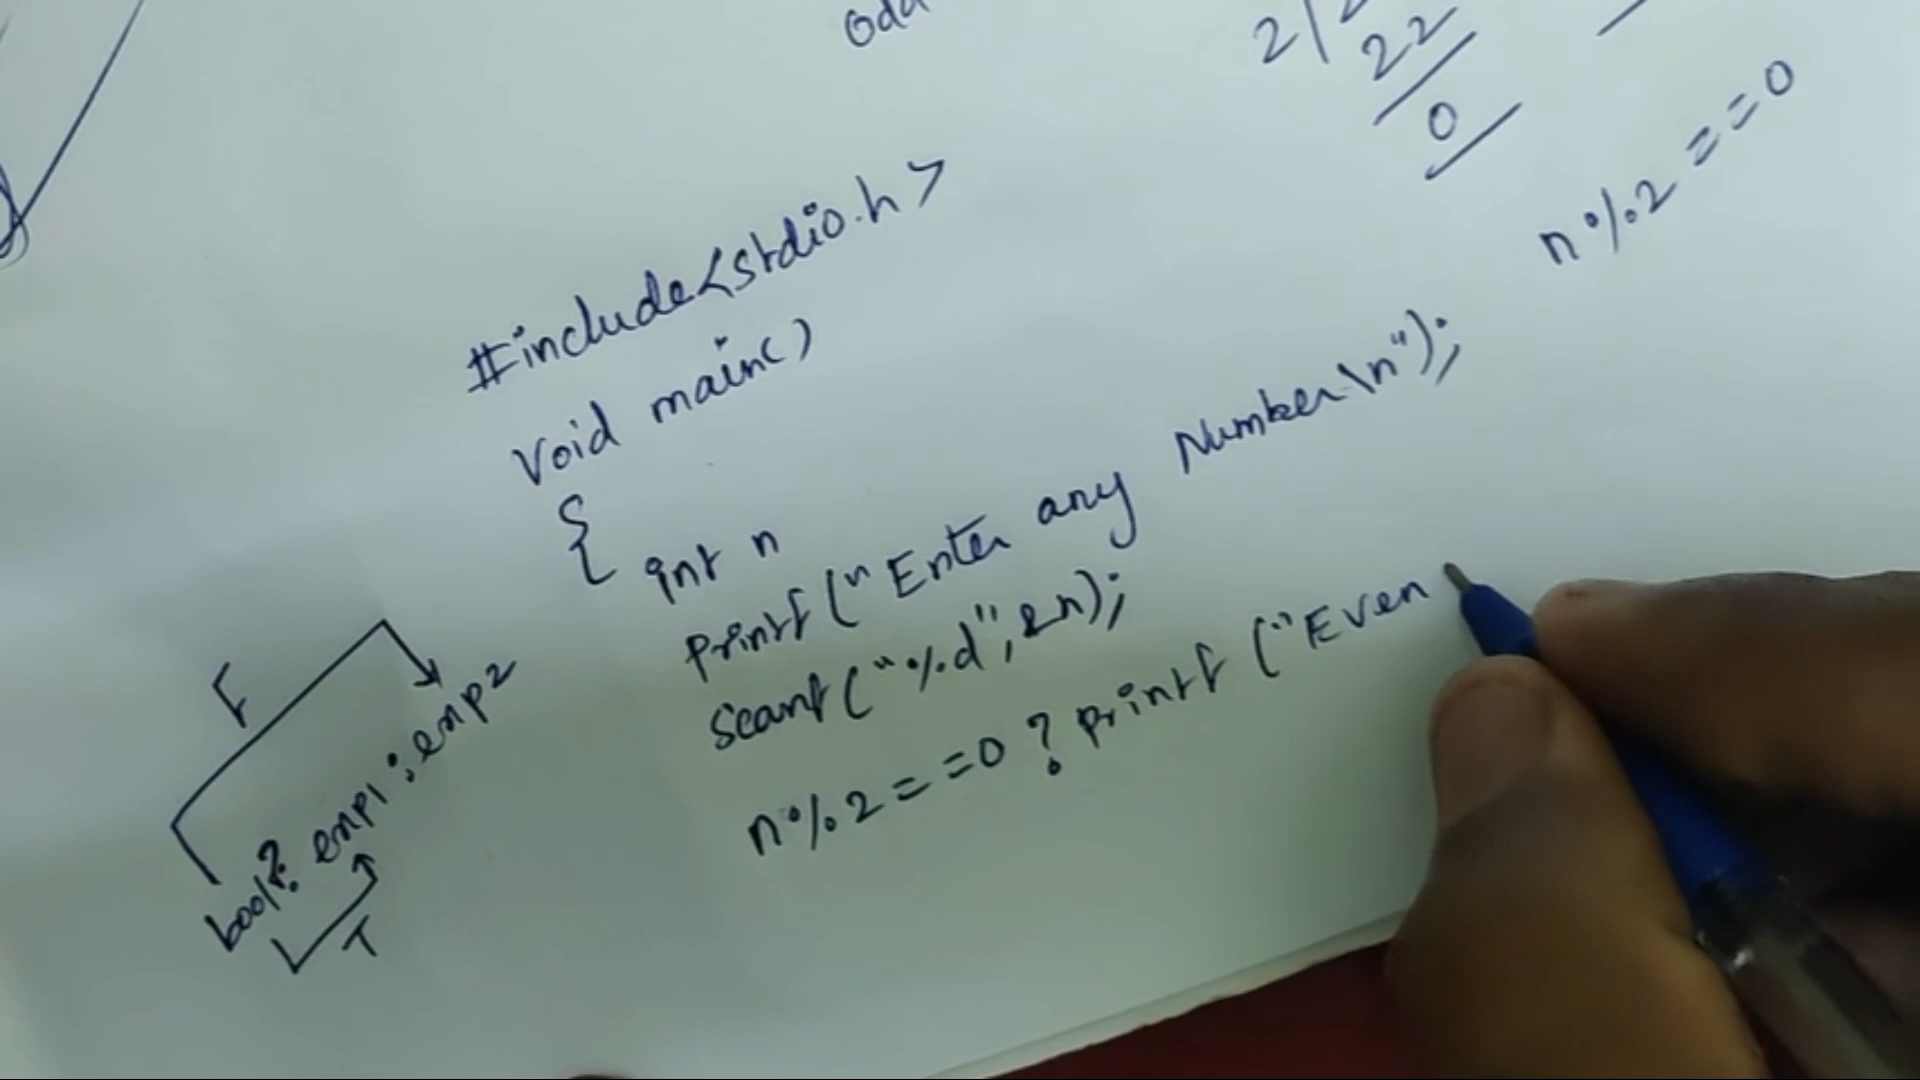 Odd
2
22
0
n%2==0
#include<stdio.h>
void main()
{
int n
printf("Enter any Number\n");
scanf("%d",&n);
n%2==0?printf("Even
F
bool?exp1:exp2
T